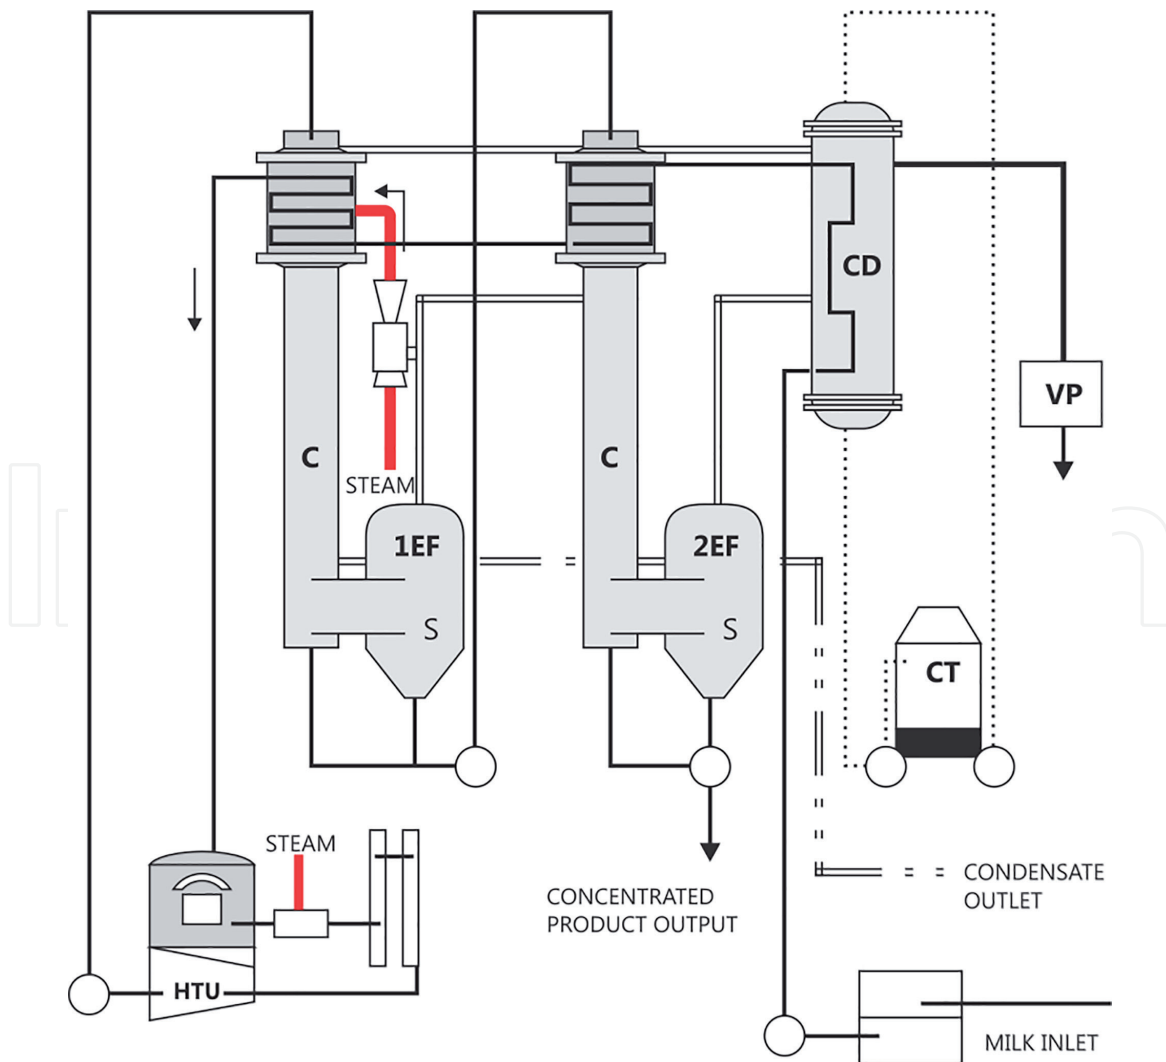 CD
VP
C
C
STEAM
1EF
2EF
S
S
CT
STEAM
CONCENTRATED
PRODUCT OUTPUT
CONDENSATE
OUTLET
HTU
MILK INLET